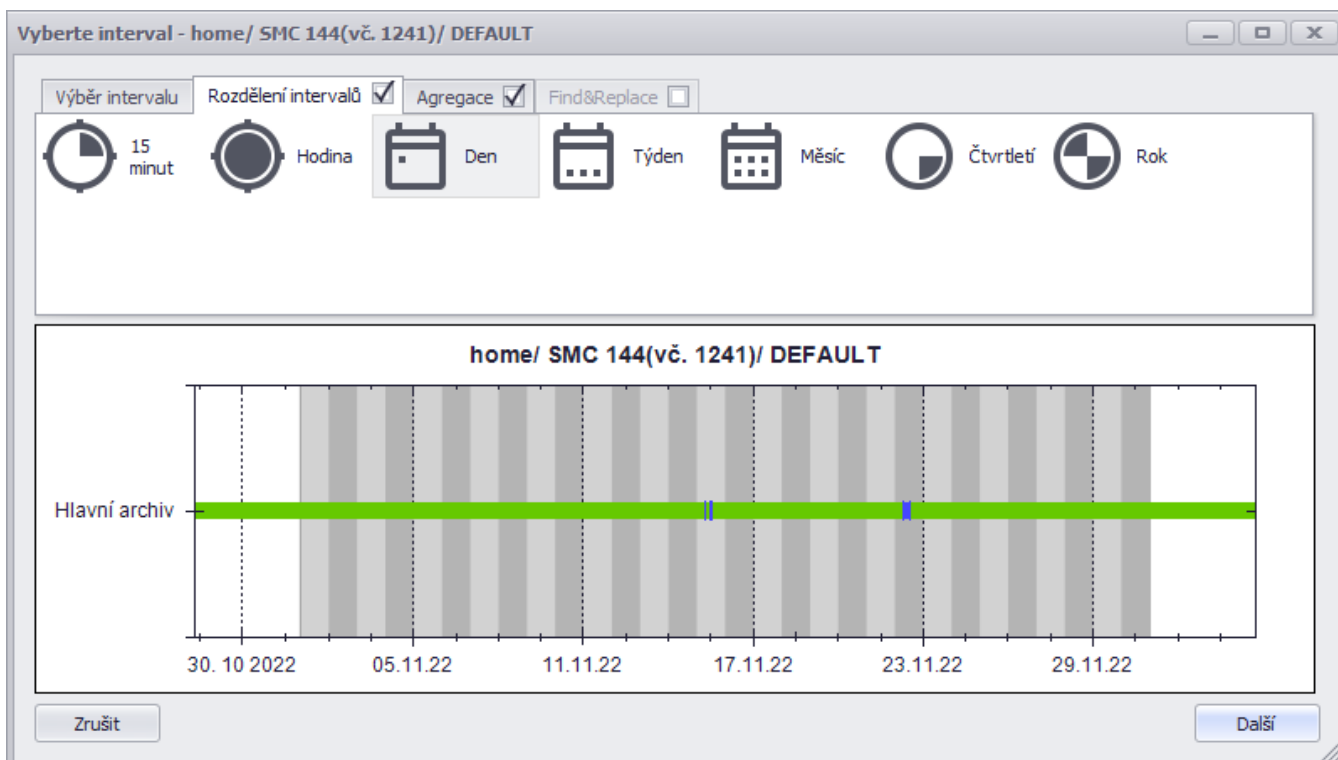 Vyberte interval - home/ SMC 144(vč. 1241)/ DEFAULT
Výběr intervalu
Rozdělení intervalů
Agregace
Find&Replace
15
minut
Hodina
Den
Týden
Měsíc
Čtvrtletí
Rok
home/ SMC 144(vč. 1241)/ DEFAULT
Hlavní archiv
30. 10 2022
05.11.22
11.11.22
17.11.22
23.11.22
29.11.22
Zrušit
Další